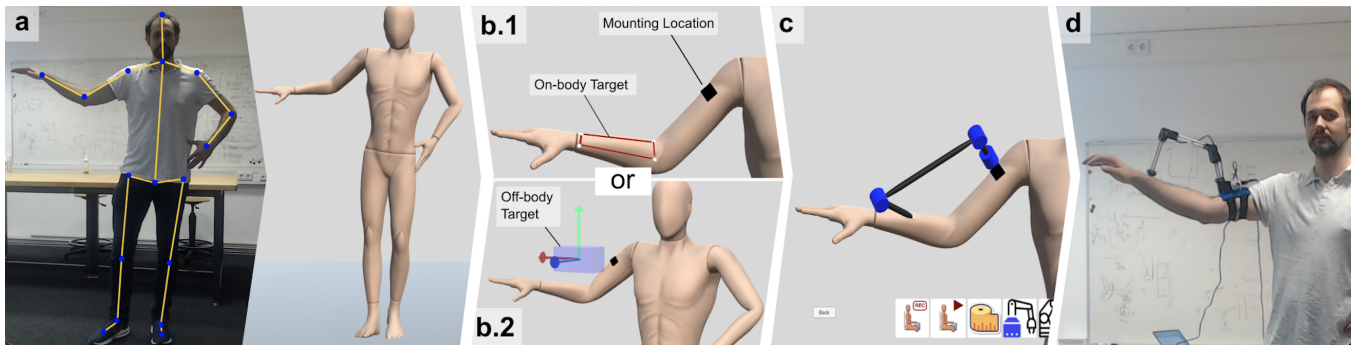 a
b.1
Mounting Location
On-body Target
or
Off-body
Target
b.2
c
Back
REC
d